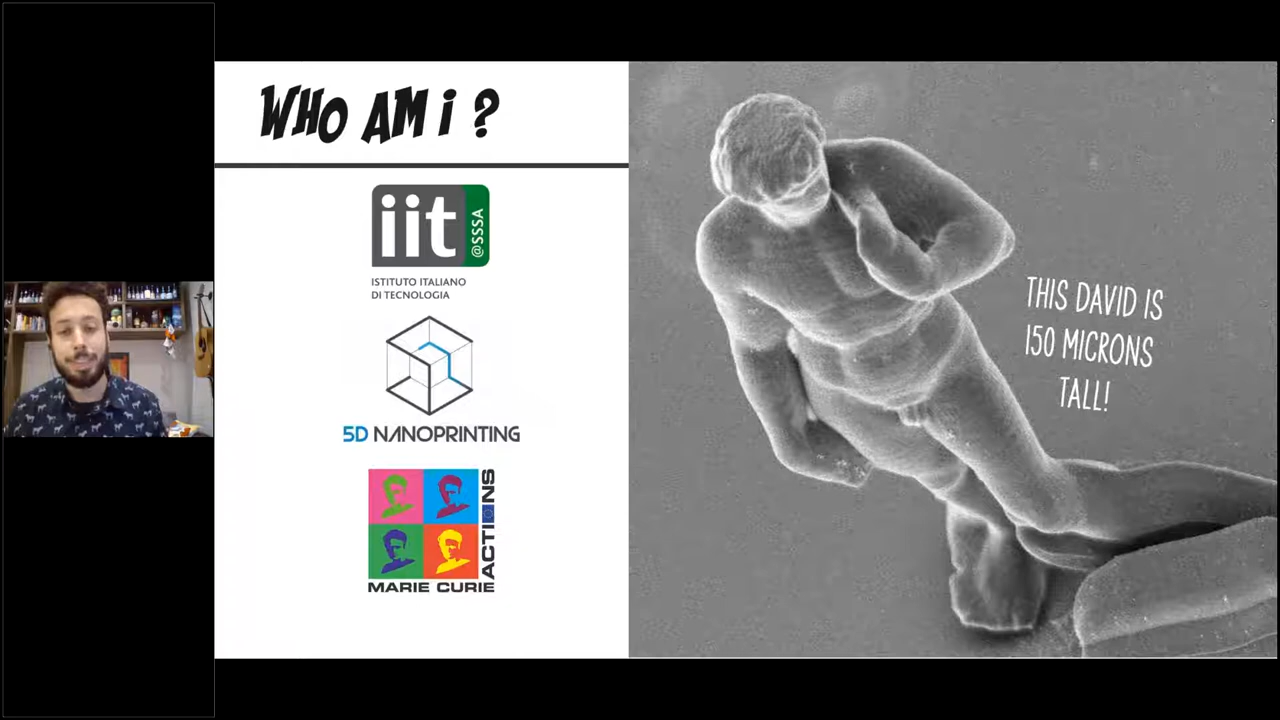 WHO AM i ?
iit
@SSSA
ISTITUTO ITALIANO
DI TECNOLOGIA
5D NANOPRINTING
ACTIONS
MARIE CURIE
THIS DAVID IS
150 MICRONS
TALL!